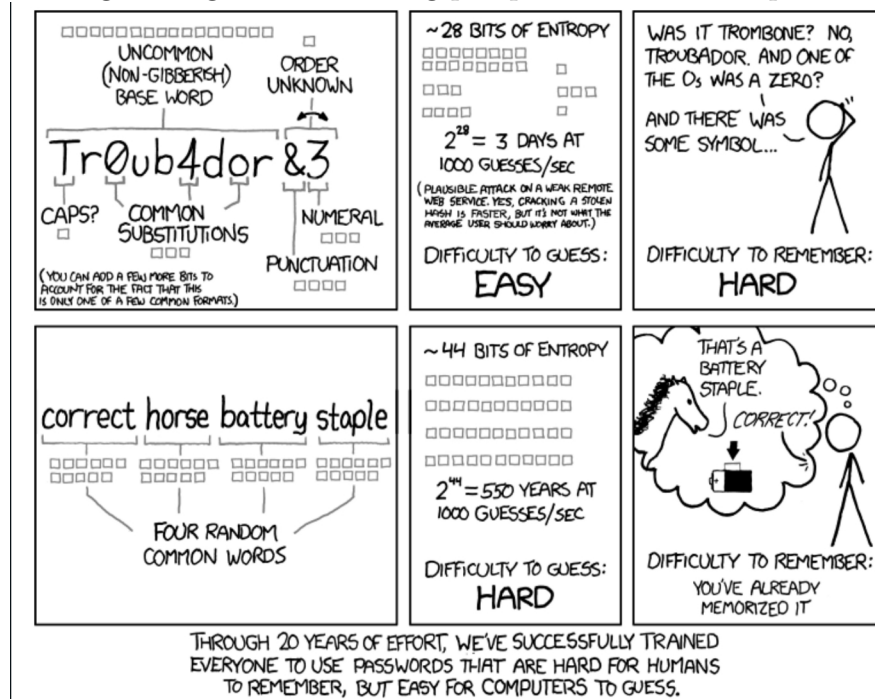 UNCOMMON
(NON-GIBBERISH)
BASE WORD
ORDER
UNKNOWN
Tr0ub4dor &3
CAPS?
COMMON
SUBSTITUTIONS
NUMERAL
PUNCTUATION
(YOU CAN ADD A FEW MORE BITS TO
ACCOUNT FOR THE FACT THAT THIS
IS ONLY ONE OF A FEW COMMON FORMATS.)
~28 BITS OF ENTROPY
2^28 = 3 DAYS AT
1000 GUESSES/SEC
(PLAUSIBLE ATTACK ON A WEAK REMOTE
WEB SERVICE. YES, CRACKING A STOLEN
HASH IS FASTER, BUT IT'S NOT WHAT THE
AVERAGE USER SHOULD WORRY ABOUT.)
DIFFICULTY TO GUESS:
EASY
WAS IT TROMBONE? NO,
TROUBADOR. AND ONE OF
THE Os WAS A ZERO?
AND THERE WAS
SOME SYMBOL...
DIFFICULTY TO REMEMBER:
HARD
correct horse battery staple
FOUR RANDOM
COMMON WORDS
~44 BITS OF ENTROPY
2^44 = 550 YEARS AT
1000 GUESSES/SEC
DIFFICULTY TO GUESS:
HARD
THAT'S A
BATTERY
STAPLE.
CORRECT!
DIFFICULTY TO REMEMBER:
YOU'VE ALREADY
MEMORIZED IT
THROUGH 20 YEARS OF EFFORT, WE'VE SUCCESSFULLY TRAINED
EVERYONE TO USE PASSWORDS THAT ARE HARD FOR HUMANS
TO REMEMBER, BUT EASY FOR COMPUTERS TO GUESS.